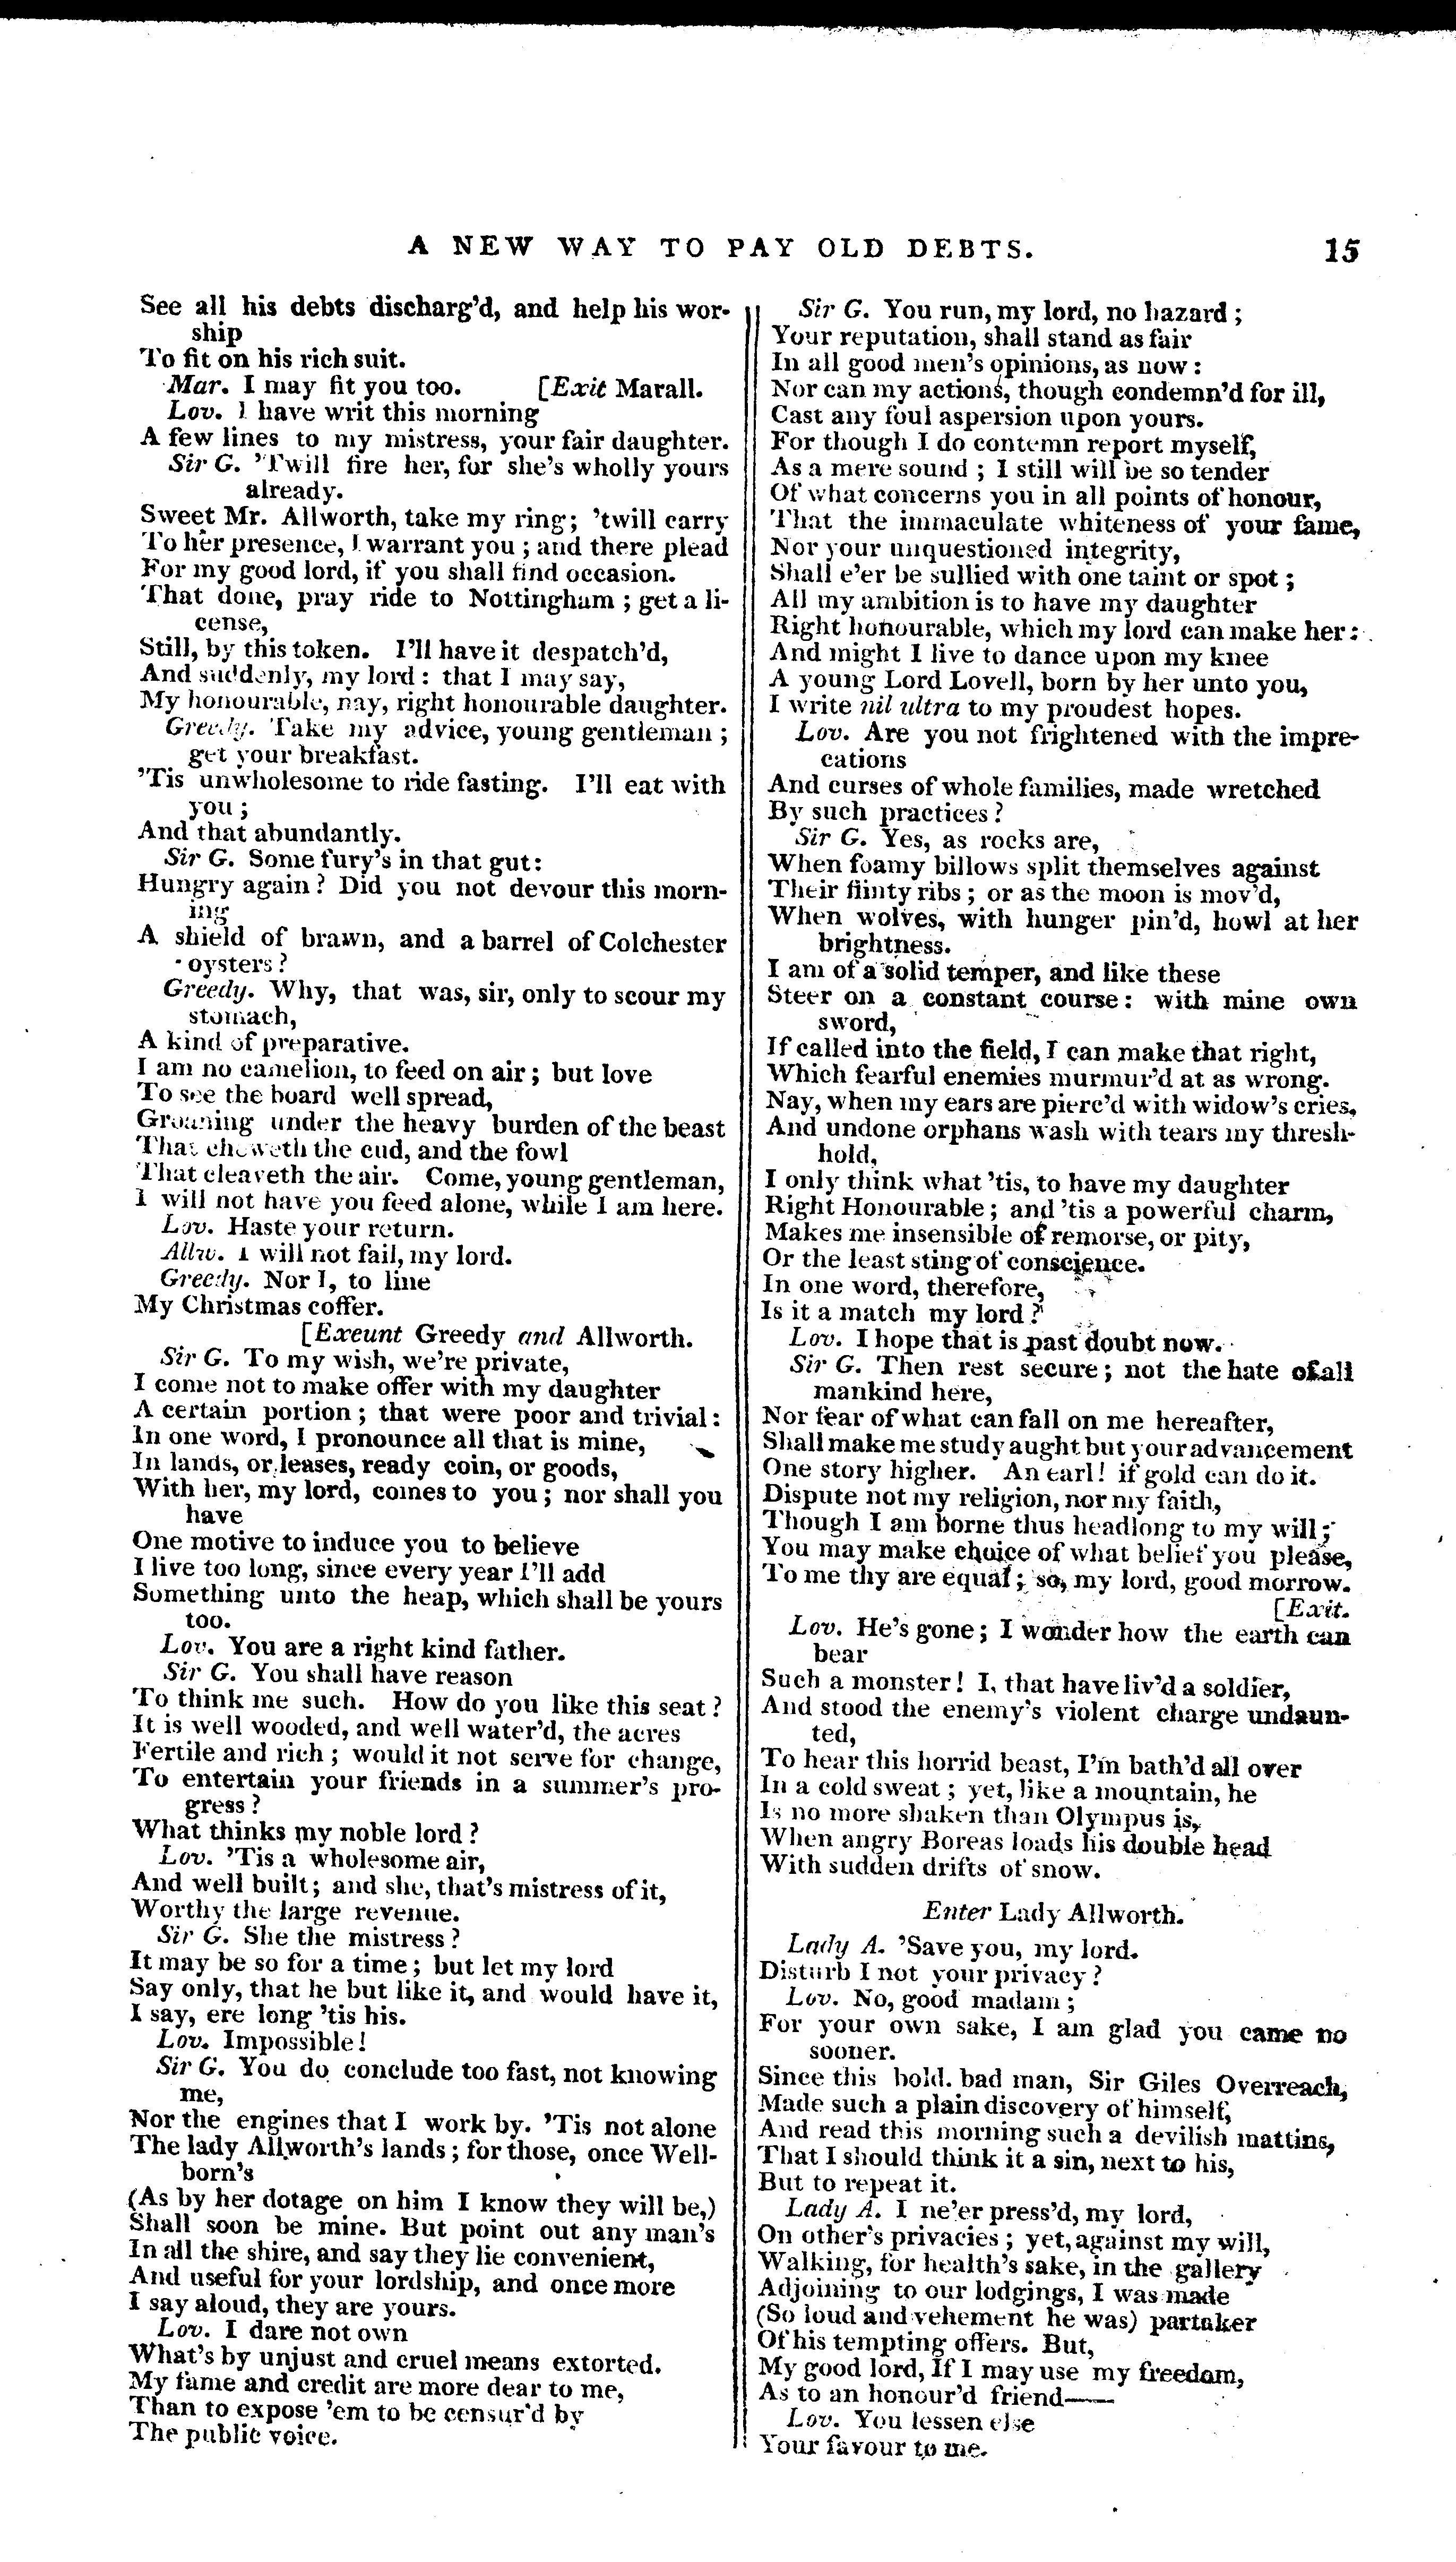 A NEW WAY TO PAY OLD DEBTS. 15
See all his debts discharg'd, and help his wor-
ship
To fit on his rich suit.
Mar. I may fit you too. [Exit Marall.
Lov. I have writ this morning
A few lines to my mistress, your fair daughter.
Sir G. 'Twill fire her, for she's wholly yours
already.
Sweet Mr. Allworth, take my ring; 'twill carry
To her presence, I warrant you; and there plead
For my good lord, if you shall find occasion.
That done, pray ride to Nottingham; get a li-
cense,
Still, by this token. I'll have it despatch'd,
And suddenly, my lord: that I may say,
My honourable, nay, right honourable daughter.
Greedy. Take my advice, young gentleman;
get your breakfast.
'Tis unwholesome to ride fasting. I'll eat with
you;
And that abundantly.
Sir G. Some fury's in that gut:
Hungry again? Did you not devour this morn-
ing
A shield of brawn, and a barrel of Colchester
oysters?
Greedy. Why, that was, sir, only to scour my
stomach,
A kind of preparative.
I am no camelion, to feed on air; but love
To see the board well spread,
Groaning under the heavy burden of the beast
That cheweth the cud, and the fowl
That cleaveth the air. Come, young gentleman,
I will not have you feed alone, while I am here.
Lov. Haste your return.
Allw. I will not fail, my lord.
Greedy. Nor I, to line
My Christmas coffer.
[Exeunt Greedy and Allworth.
Sir G. To my wish, we're private,
I come not to make offer with my daughter
A certain portion; that were poor and trivial:
In one word, I pronounce all that is mine,
In lands, or leases, ready coin, or goods,
With her, my lord, comes to you; nor shall you
have
One motive to induce you to believe
I live too long, since every year I'll add
Something unto the heap, which shall be yours
too.
Lov. You are a right kind father.
Sir G. You shall have reason
To think me such. How do you like this seat?
It is well wooded, and well water'd, the acres
Fertile and rich; would it not serve for change,
To entertain your friends in a summer's pro-
gress?
What thinks my noble lord?
Lov. 'Tis a wholesome air,
And well built; and she, that's mistress of it,
Worthy the large revenue.
Sir G. She the mistress?
It may be so for a time; but let my lord
Say only, that he but like it, and would have it,
I say, ere long 'tis his.
Lov. Impossible!
Sir G. You do conclude too fast, not knowing
me,
Nor the engines that I work by. 'Tis not alone
The lady Allworth's lands; for those, once Well-
born's
(As by her dotage on him I know they will be,)
Shall soon be mine. But point out any man's
In all the shire, and say they lie convenient,
And useful for your lordship, and once more
I say aloud, they are yours.
Lov. I dare not own
What's by unjust and cruel means extorted.
My fame and credit are more dear to me,
Than to expose 'em to be censur'd by
The public voice.
Sir G. You run, my lord, no hazard;
Your reputation, shall stand as fair
In all good men's opinions, as now:
Nor can my actions, though condemn'd for ill,
Cast any foul aspersion upon yours.
For though I do contemn report myself,
As a mere sound; I still will be so tender
Of what concerns you in all points of honour,
That the immaculate whiteness of your fame,
Nor your unquestioned integrity,
Shall e'er be sullied with one taint or spot;
All my ambition is to have my daughter
Right honourable, which my lord can make her:
And might I live to dance upon my knee
A young Lord Lovell, born by her unto you,
I write nil ultra to my proudest hopes.
Lov. Are you not frightened with the impre-
cations
And curses of whole families, made wretched
By such practices?
Sir G. Yes, as rocks are,
When foamy billows split themselves against
Their flinty ribs; or as the moon is mov'd,
When wolves, with hunger pin'd, howl at her
brightness.
I am of a solid temper, and like these
Steer on a constant course: with mine own
sword,
If called into the field, I can make that right,
Which fearful enemies murmur'd at as wrong.
Nay, when my ears are pierc'd with widow's cries,
And undone orphans wash with tears my thresh-
hold,
I only think what 'tis, to have my daughter
Right Honourable; and 'tis a powerful charm,
Makes me insensible of remorse, or pity,
Or the least sting of conscience.
In one word, therefore,
Is it a match my lord?
Lov. I hope that is past doubt now.
Sir G. Then rest secure; not the hate of all
mankind here,
Nor fear of what can fall on me hereafter,
Shall make me study aught but your advancement
One story higher. An earl! if gold can do it.
Dispute not my religion, nor my faith,
Though I am borne thus headlong to my will;
You may make choice of what belief you please,
To me thy are equal; so, my lord, good morrow.
[Exit.
Lov. He's gone; I wonder how the earth can
bear
Such a monster! I, that have liv'd a soldier,
And stood the enemy's violent charge undaun-
ted,
To hear this horrid beast, I'm bath'd all over
In a cold sweat; yet, like a mountain, he
Is no more shaken than Olympus is,
When angry Boreas loads his double head
With sudden drifts of snow.
Enter Lady Allworth.
Lady A. 'Save you, my lord.
Disturb I not your privacy?
Lov. No, good madam;
For your own sake, I am glad you came no
sooner.
Since this bold. bad man, Sir Giles Overreach,
Made such a plain discovery of himself,
And read this morning such a devilish mattins,
That I should think it a sin, next to his,
But to repeat it.
Lady A. I ne'er press'd, my lord,
On other's privacies; yet, against my will,
Walking, for health's sake, in the gallery
Adjoining to our lodgings, I was made
(So loud and vehement he was) partaker
Of his tempting offers. But,
My good lord, If I may use my freedom,
As to an honour'd friend——
Lov. You lessen else
Your favour to me.